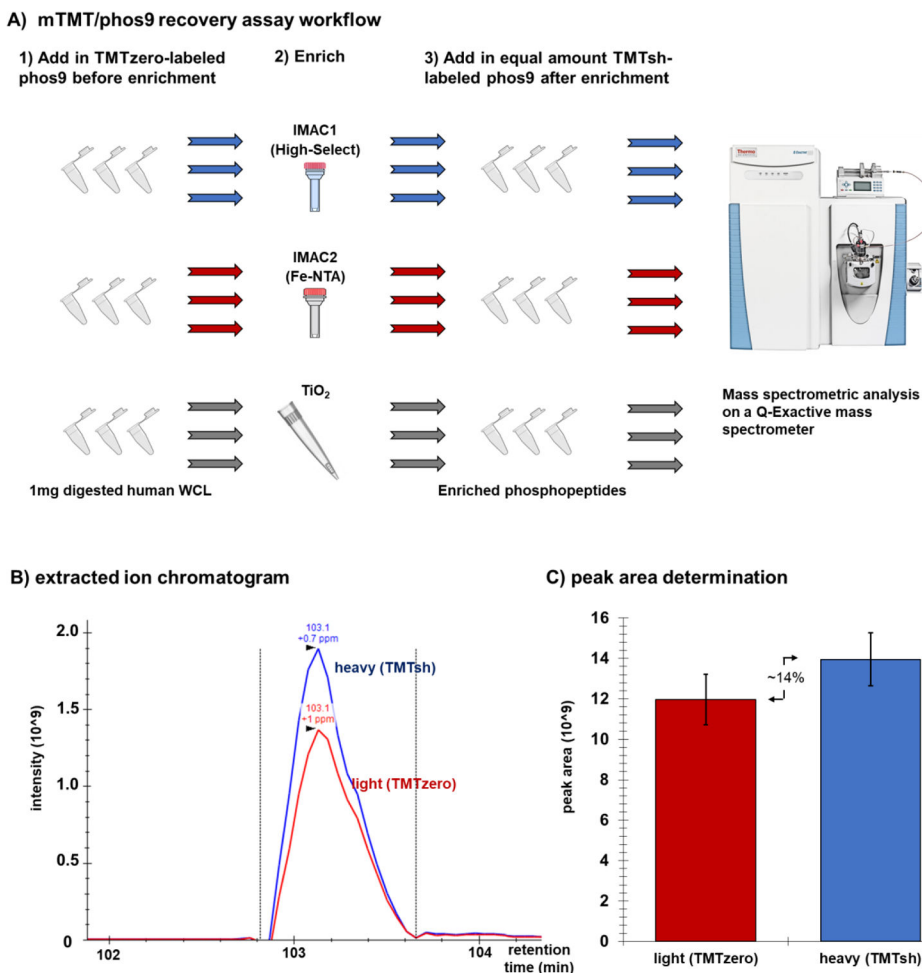 A) mTMT/phos9 recovery assay workflow
1) Add in TMTzero-labeled
phos9 before enrichment
2) Enrich
3) Add in equal amount TMTsh-
labeled phos9 after enrichment
IMAC1
(High-Select)
IMAC2
(Fe-NTA)
TiO2
1mg digested human WCL
Enriched phosphopeptides
Mass spectrometric analysis
on a Q-Exactive mass
spectrometer
B) extracted ion chromatogram
intensity (10^9)
2.0
1.5
1.0
0.5
0
103.1
+0.7 ppm
heavy (TMTsh)
103.1
+1 ppm
light (TMTzero)
102
103
104
retention
time (min)
C) peak area determination
peak area (10^9)
16
14
12
10
8
6
4
2
0
~14%
light (TMTzero)
heavy (TMTsh)